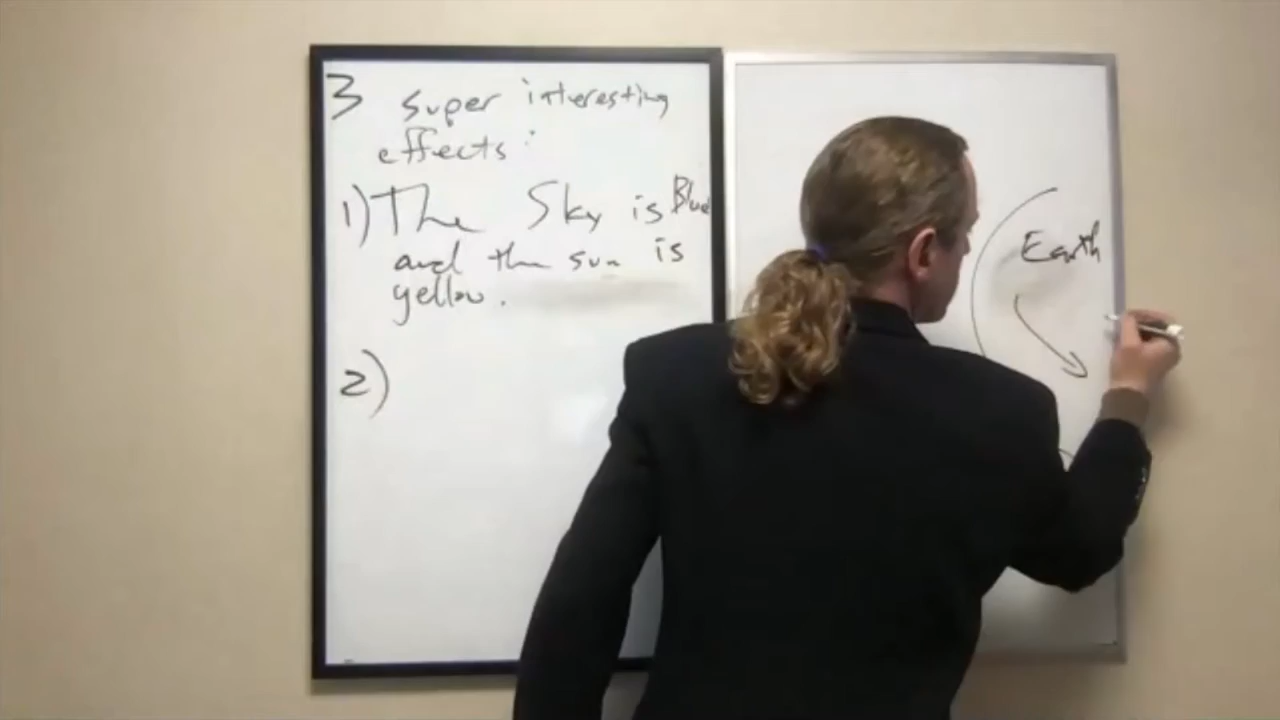 3 super interesting
effects:
1) The Sky is Blue
and the sun is
yellow.
2)
Earth